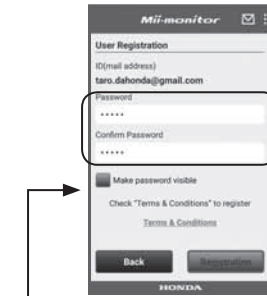 Mii-monitor
User Registration
ID(mail address)
taro.dahonda@gmail.com
Password
•••••
Confirm Password
•••••
Make password visible
Check "Terms & Conditions" to register
Terms & Conditions
Back Registration
HONDA